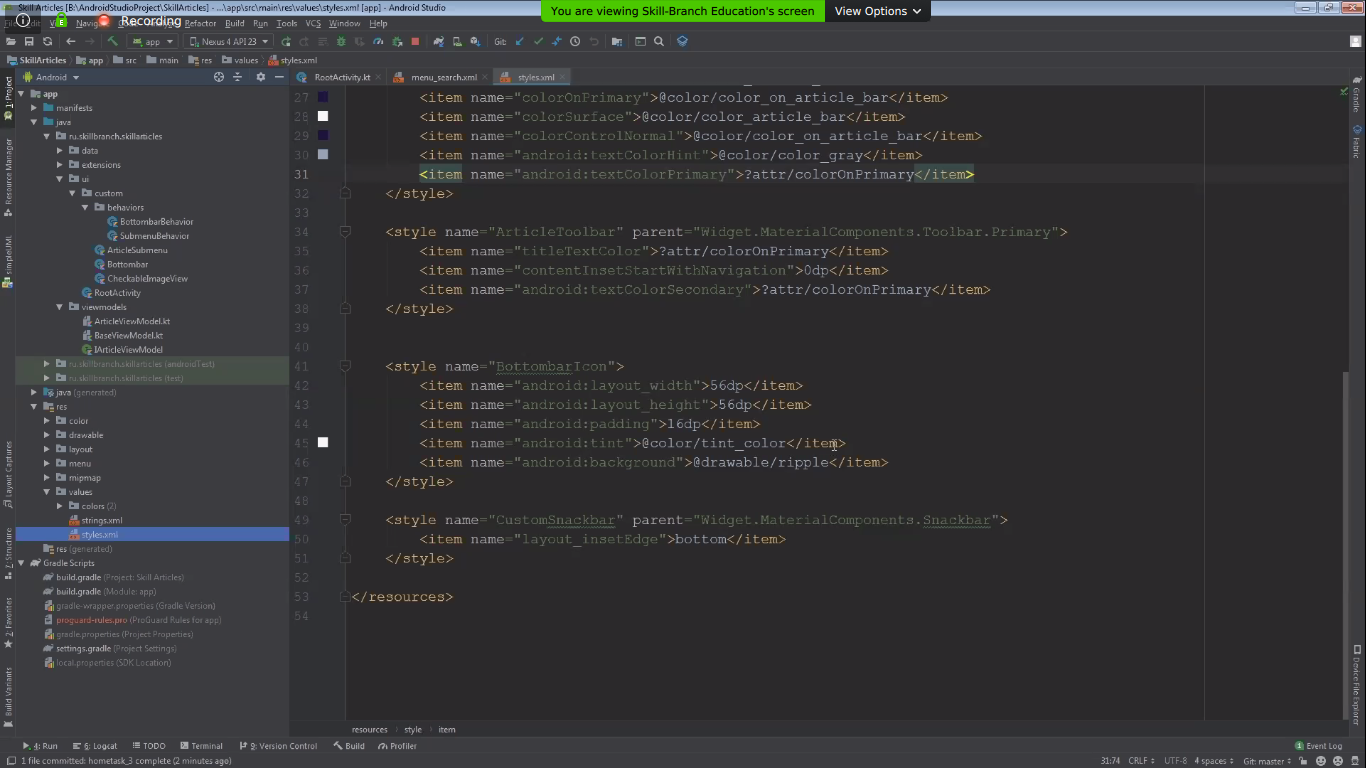 Skill Articles [B:\AndroidStudioProject\SkillArticles] - ...\app\src\main\res\values\styles.xml [app] - Android Studio
You are viewing Skill-Branch Education's screen
View Options
Recording
Refactor Build Run Tools VCS Window Help
app
Nexus 4 API 23
Git:
SkillArticles app src main res values styles.xml
Android
RootActivity.kt
menu_search.xml
styles.xml
1: Project
Resource Manager
simpleUML
Layout Captures
7: Structure
2: Favorites
Build Variants
app
manifests
java
ru.skillbranch.skillarticles
data
extensions
ui
custom
behaviors
BottombarBehavior
SubmenuBehavior
ArticleSubmenu
Bottombar
CheckableImageView
RootActivity
viewmodels
ArticleViewModel.kt
BaseViewModel.kt
IArticleViewModel
ru.skillbranch.skillarticles (androidTest)
ru.skillbranch.skillarticles (test)
java (generated)
res
color
drawable
layout
menu
mipmap
values
colors (2)
strings.xml
styles.xml
res (generated)
Gradle Scripts
build.gradle (Project: Skill Articles)
build.gradle (Module: app)
gradle-wrapper.properties (Gradle Version)
proguard-rules.pro (ProGuard Rules for app)
gradle.properties (Project Properties)
settings.gradle (Project Settings)
local.properties (SDK Location)
27 <item name="colorOnPrimary">@color/color_on_article_bar</item>
28 <item name="colorSurface">@color/color_article_bar</item>
29 <item name="colorControlNormal">@color/color_on_article_bar</item>
30 <item name="android:textColorHint">@color/color_gray</item>
31 <item name="android:textColorPrimary">?attr/colorOnPrimary</item>
32 </style>
33
34 <style name="ArticleToolbar" parent="Widget.MaterialComponents.Toolbar.Primary">
35 <item name="titleTextColor">?attr/colorOnPrimary</item>
36 <item name="contentInsetStartWithNavigation">0dp</item>
37 <item name="android:textColorSecondary">?attr/colorOnPrimary</item>
38 </style>
39
40
41 <style name="BottombarIcon">
42 <item name="android:layout_width">56dp</item>
43 <item name="android:layout_height">56dp</item>
44 <item name="android:padding">16dp</item>
45 <item name="android:tint">@color/tint_color</item>
46 <item name="android:background">@drawable/ripple</item>
47 </style>
48
49 <style name="CustomSnackbar" parent="Widget.MaterialComponents.Snackbar">
50 <item name="layout_insetEdge">bottom</item>
51 </style>
52
53 </resources>
54
Gradle
Fabric
Device File Explorer
resources style item
4: Run 6: Logcat TODO Terminal 9: Version Control Build Profiler
1 Event Log
1 file committed: hometask_3 complete (2 minutes ago)
31:74 CRLF UTF-8 4 spaces Git: master